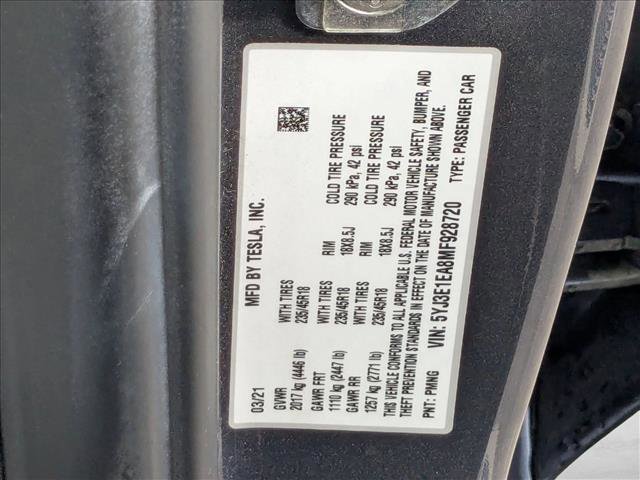 MFD BY TESLA, INC.
03/21
GVWR WITH TIRES RIM COLD TIRE PRESSURE
2017 kg (4446 lb) 235/45R18 18X8.5J 290 kPa, 42 psi
GAWR FRT WITH TIRES
1110 kg (2447 lb) 235/45R18
GAWR RR WITH TIRES RIM COLD TIRE PRESSURE
1257 kg (2771 lb) 235/45R18 18X8.5J 290 kPa, 42 psi
THIS VEHICLE CONFORMS TO ALL APPLICABLE U.S. FEDERAL MOTOR VEHICLE SAFETY, BUMPER, AND
THEFT PREVENTION STANDARDS IN EFFECT ON THE DATE OF MANUFACTURE SHOWN ABOVE.
VIN: 5YJ3E1EA8MF928720 TYPE: PASSENGER CAR
PNT: PMNG